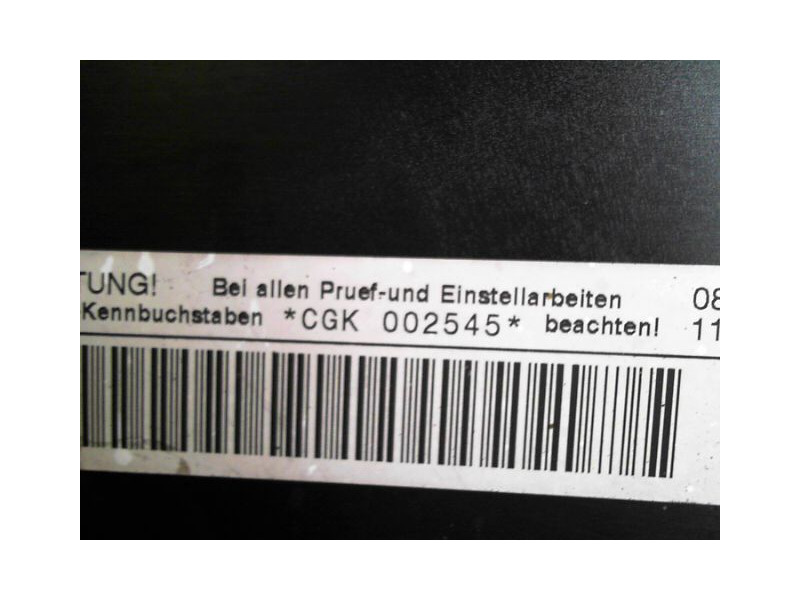 TUNG! Bei allen Pruef-und Einstellarbeiten 08
Kennbuchstaben *CGK 002545* beachten! 11